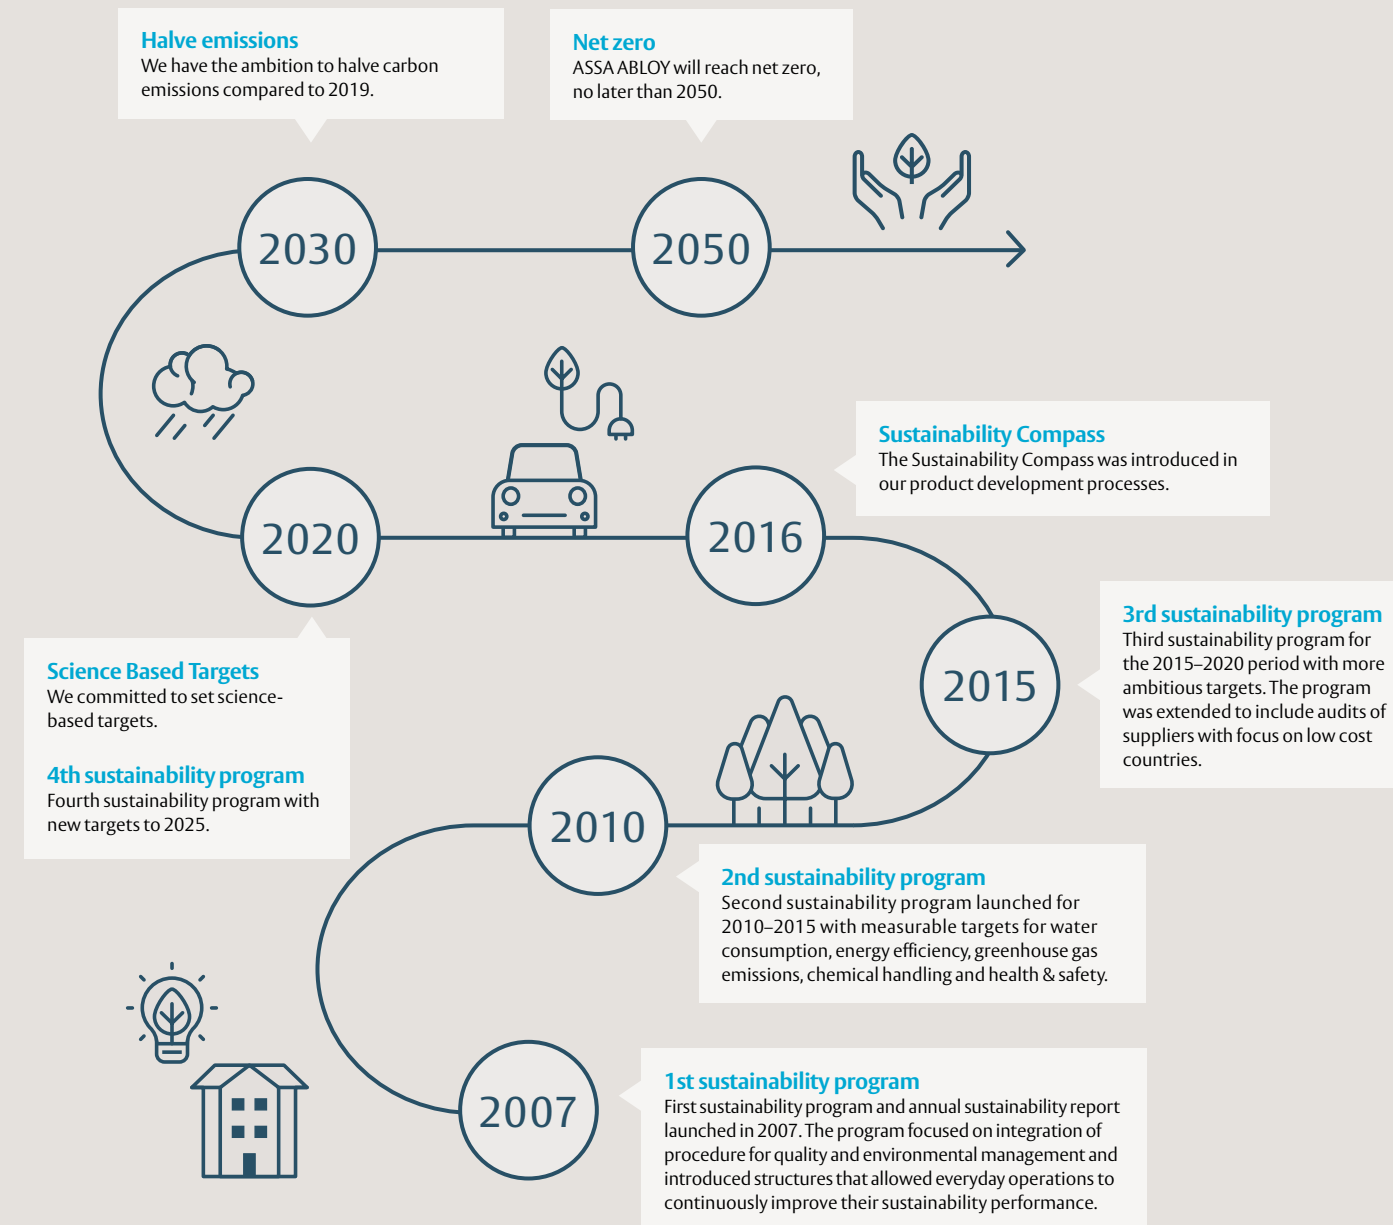 Halve emissions
We have the ambition to halve carbon
emissions compared to 2019.
Net zero
ASSA ABLOY will reach net zero,
no later than 2050.
2030
2050
Sustainability Compass
The Sustainability Compass was introduced in
our product development processes.
2020
2016
3rd sustainability program
Third sustainability program for
the 2015–2020 period with more
ambitious targets. The program
was extended to include audits of
suppliers with focus on low cost
countries.
2015
Science Based Targets
We committed to set science-
based targets.
4th sustainability program
Fourth sustainability program with
new targets to 2025.
2010
2nd sustainability program
Second sustainability program launched for
2010–2015 with measurable targets for water
consumption, energy efficiency, greenhouse gas
emissions, chemical handling and health & safety.
2007
1st sustainability program
First sustainability program and annual sustainability report
launched in 2007. The program focused on integration of
procedure for quality and environmental management and
introduced structures that allowed everyday operations to
continuously improve their sustainability performance.